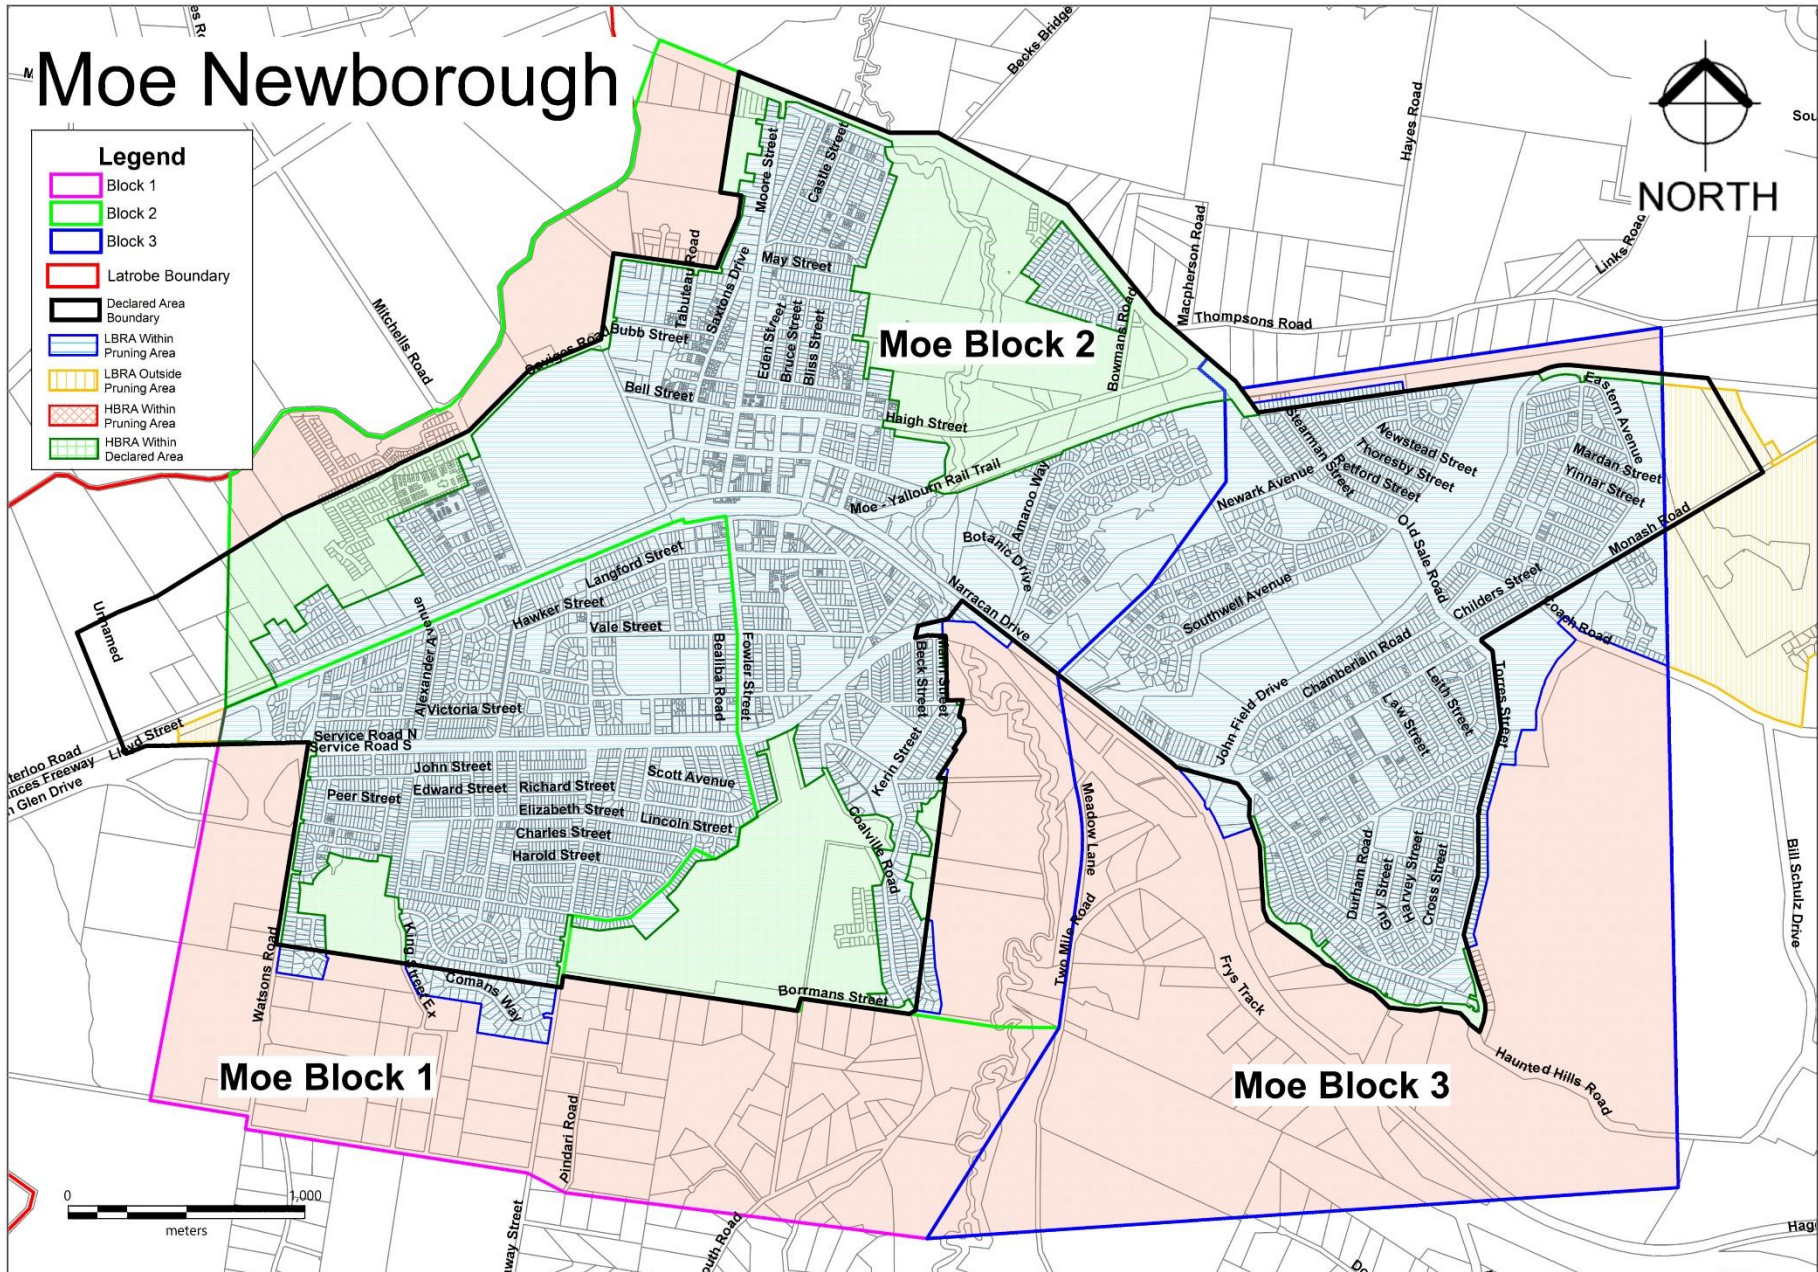 Moe Newborough
Legend
Block 1
Block 2
Block 3
Latrobe Boundary
Declared Area
Boundary
LBRA Within
Pruning Area
LBRA Outside
Pruning Area
HBRA Within
Pruning Area
HBRA Within
Declared Area
NORTH
Becks Bridge
Hayes Road
Links Road
Macpherson Road
Thompsons Road
Mitchells Road
Moore Street
Castle Street
May Street
Tabuteau Road
Saxtons Drive
Bubb Street
Eden Street
Bruce Street
Bliss Street
Bell Street
Moe Block 2
Bowmans Road
Haigh Street
Moe - Yallourn Rail Trail
Amaroo Way
Botanic Drive
Narracan Drive
Stearman Street
Newstead Street
Thoresby Street
Retford Street
Newark Avenue
Eastern Avenue
Mardan Street
Yinnar Street
Monash Road
Old Sale Road
Childers Street
Coach Road
Southwell Avenue
Chamberlain Road
John Field Drive
Leith Street
Law Street
Torres Street
Unnamed
Langford Street
Hawker Street
Vale Street
Alexander Avenue
Victoria Street
Bealiba Road
Fowler Street
Beck Street
Kerin Street
Lloyd Street
Service Road N
Service Road S
John Street
Edward Street
Richard Street
Scott Avenue
Peer Street
Elizabeth Street
Lincoln Street
Charles Street
Harold Street
Coalville Road
Meadow Lane
Two Mile Road
Durham Road
Guy Street
Harvey Street
Cross Street
Bill Schulz Drive
Watsons Road
King Street Ex
Comans Way
Borrmans Street
Frys Track
Haunted Hills Road
Moe Block 1
Moe Block 3
Pindari Road
0 1,000
meters